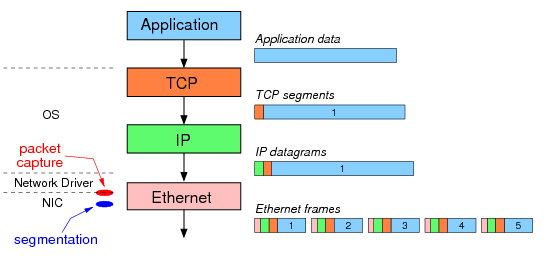 Application
Application data
TCP
TCP segments
1
OS
IP
IP datagrams
1
packet
capture
Network Driver
NIC
Ethernet
Ethernet frames
1 2 3 4 5
segmentation